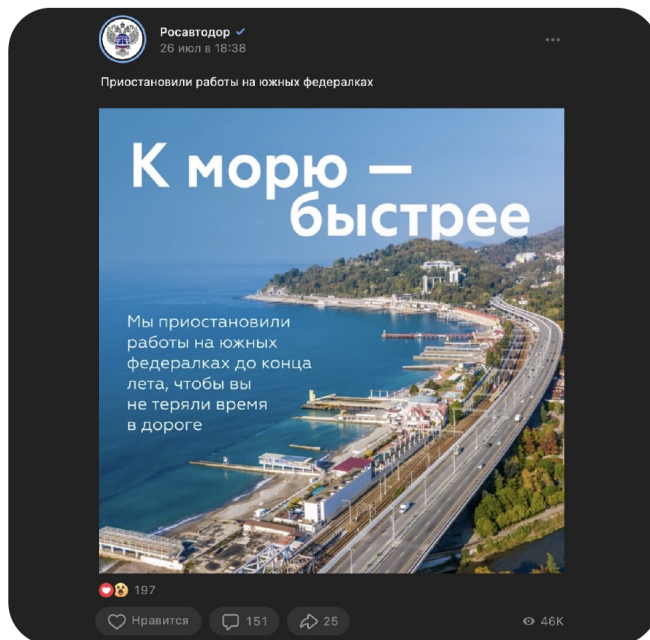 Росавтодор
26 июл в 18:38
Приостановили работы на южных федералках
К морю —
быстрее
Мы приостановили
работы на южных
федералках до конца
лета, чтобы вы
не теряли время
в дороге
197
Нравится
151
25
46K